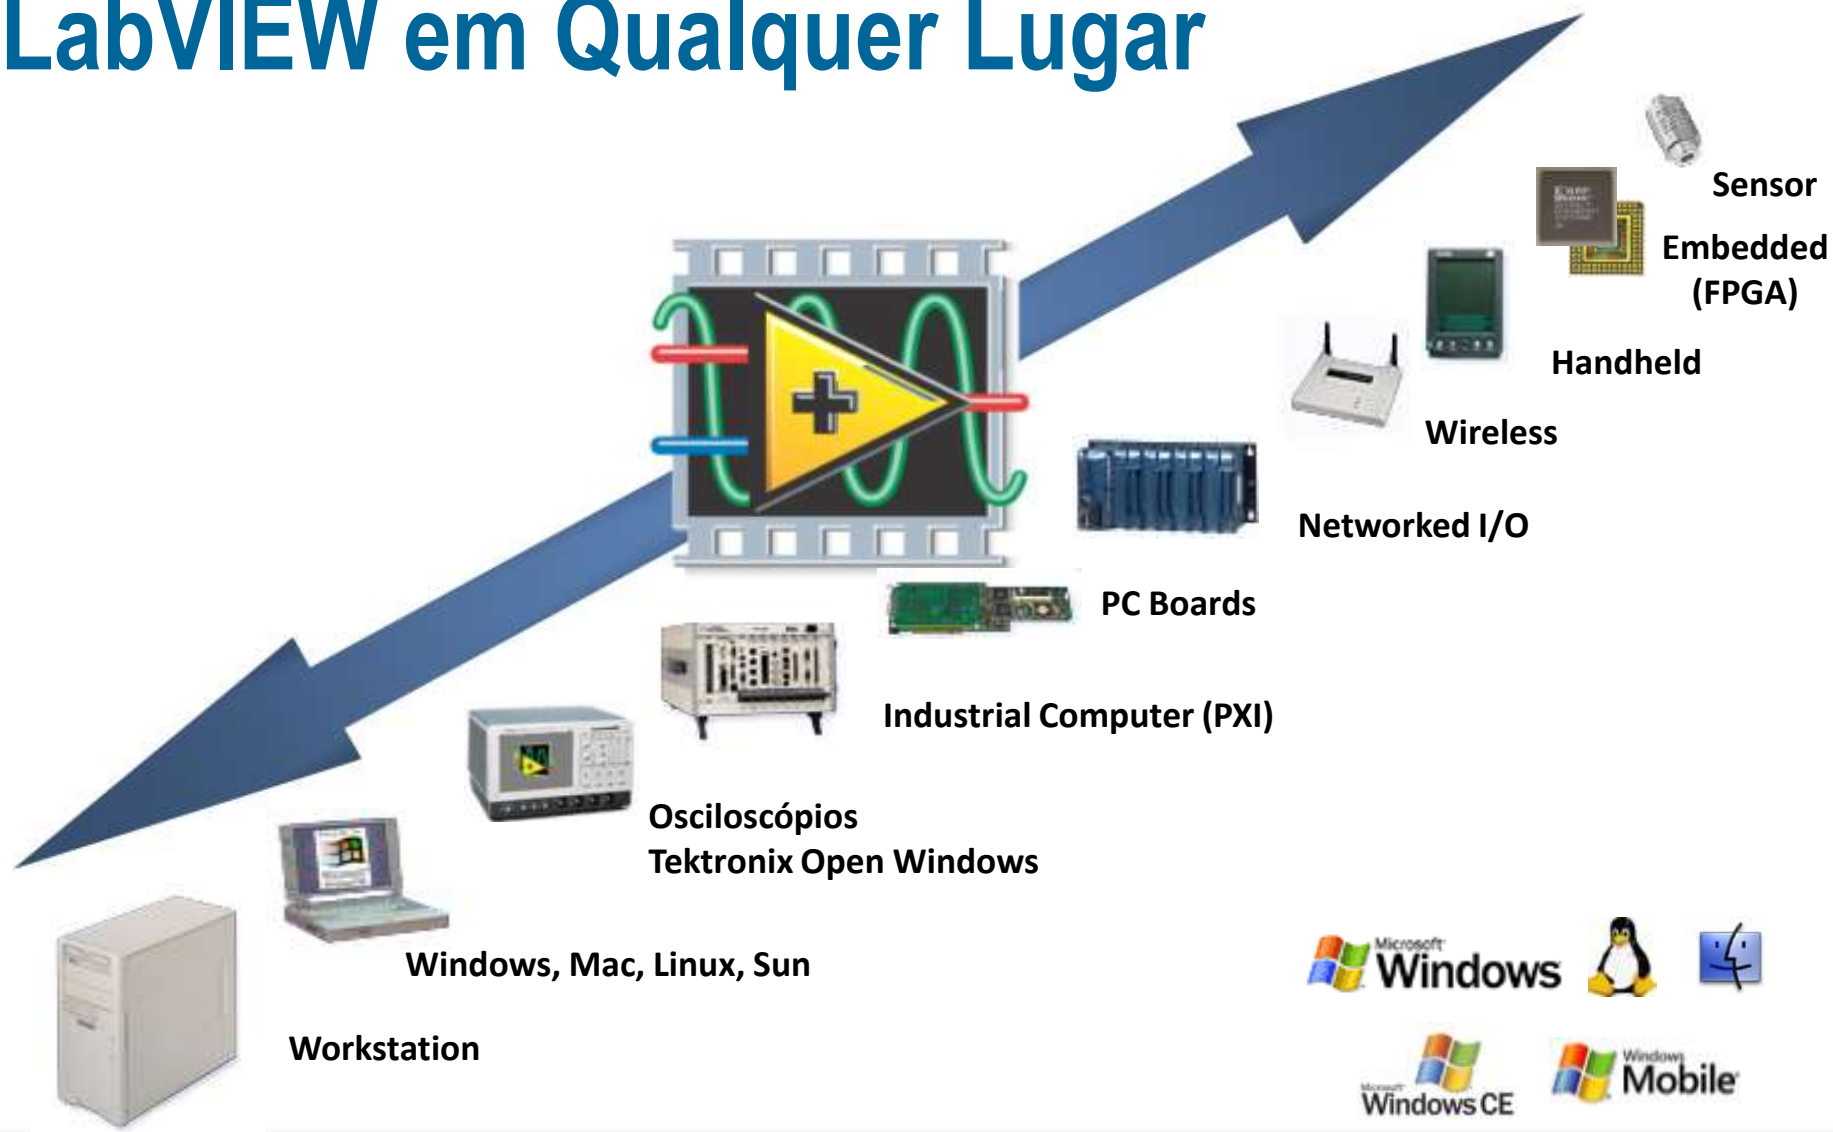 LabVIEW em Qualquer Lugar
Sensor
Embedded
(FPGA)
Handheld
Wireless
Networked I/O
PC Boards
Industrial Computer (PXI)
Osciloscópios
Tektronix Open Windows
Windows, Mac, Linux, Sun
Workstation
Microsoft
Windows
Microsoft
Windows CE
Windows
Mobile